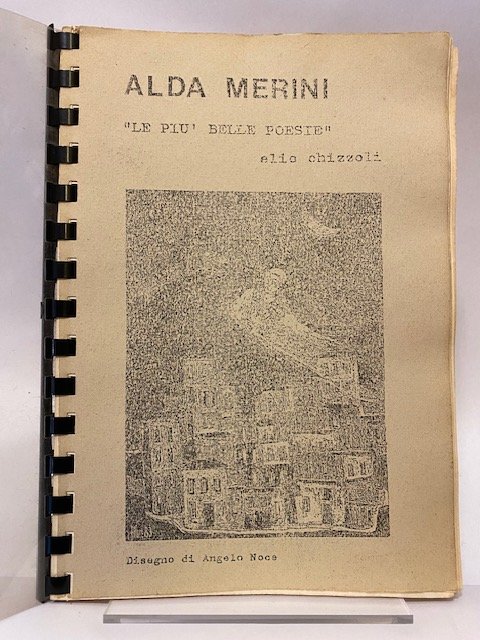 ALDA MERINI
"LE PIU' BELLE POESIE"
elio chizzoli
Disegno di Angelo Noce